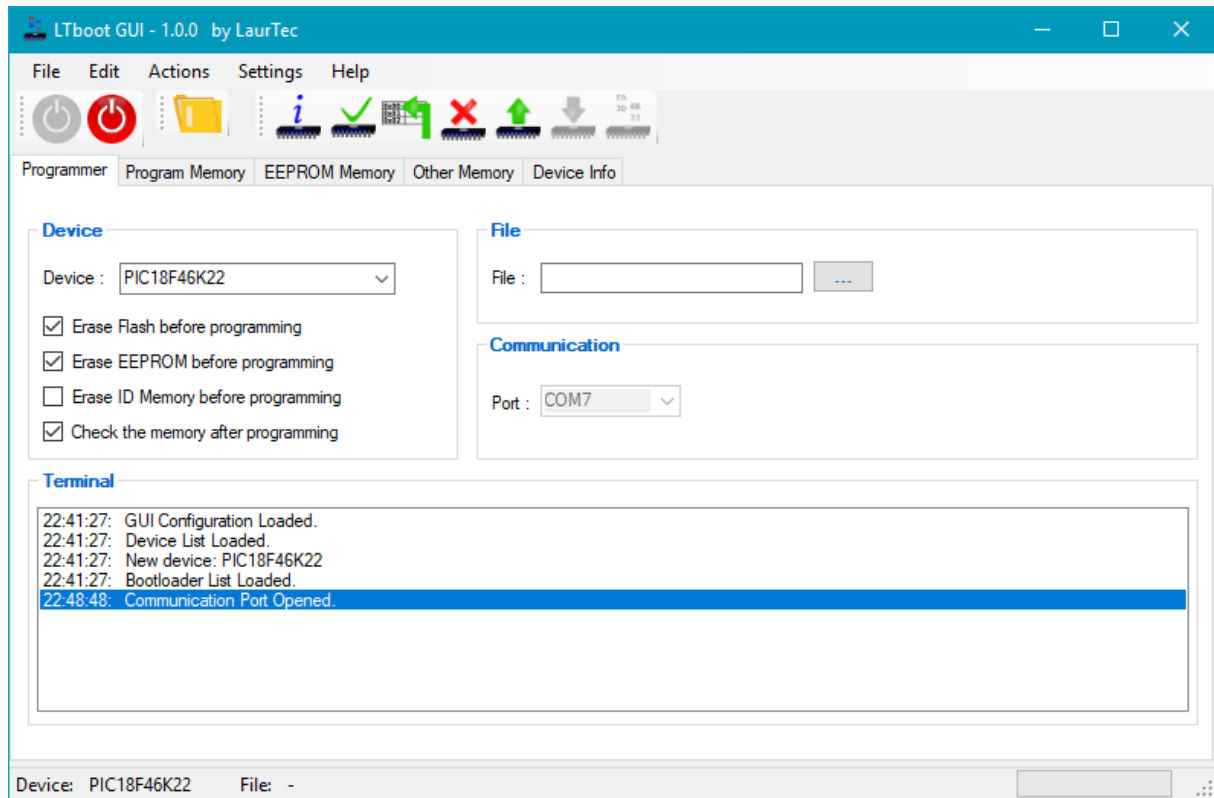 LTboot GUI - 1.0.0 by LaurTec
File Edit Actions Settings Help
Programmer Program Memory EEPROM Memory Other Memory Device Info
Device
Device : PIC18F46K22
Erase Flash before programming
Erase EEPROM before programming
Erase ID Memory before programming
Check the memory after programming
File
File : ...
Communication
Port : COM7
Terminal
22:41:27: GUI Configuration Loaded.
22:41:27: Device List Loaded.
22:41:27: New device: PIC18F46K22
22:41:27: Bootloader List Loaded.
22:48:48: Communication Port Opened.
Device: PIC18F46K22 File: -